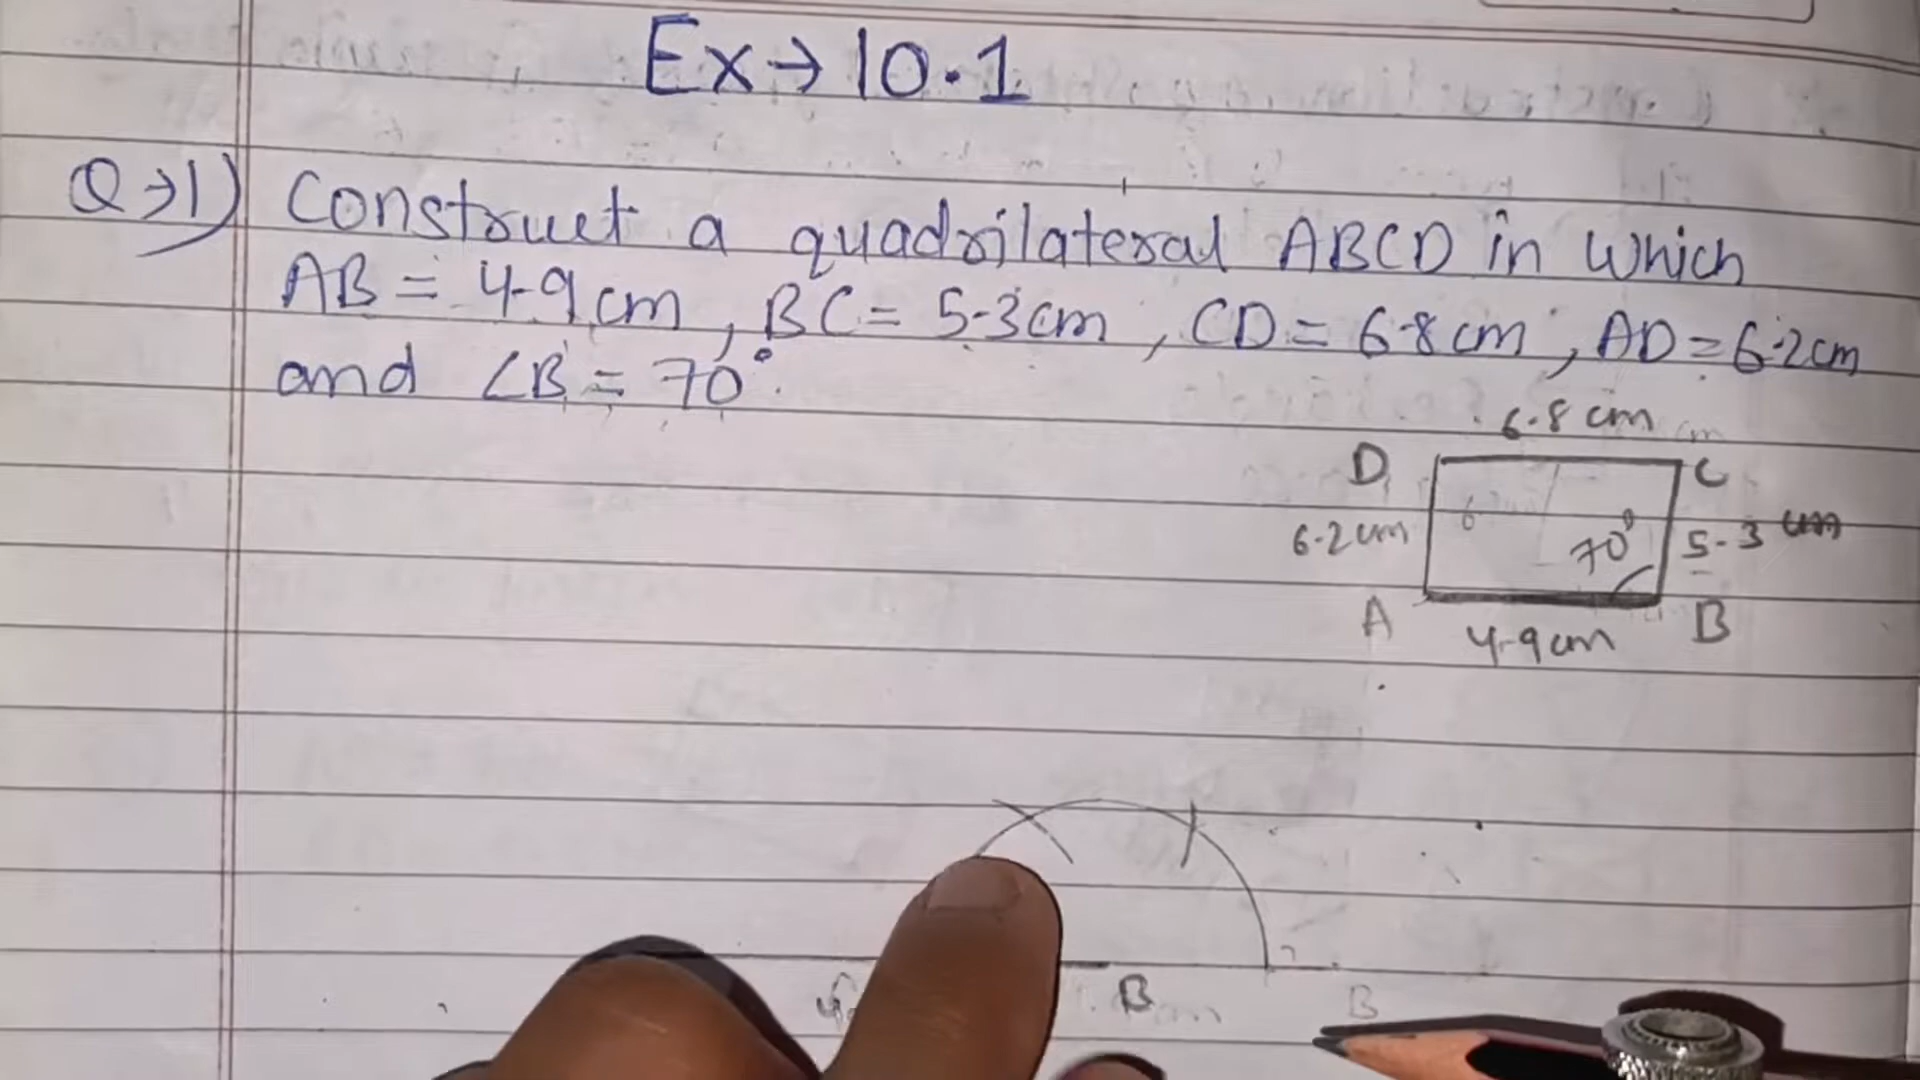 Ex→10.1
Q→1) Construct a quadrilateral ABCD in which
AB = 4.9 cm, BC = 5.3 cm, CD = 6.8 cm, AD = 6.2 cm
and ∠B = 70°.
6.8 cm
D C
6.2 cm 70° 5.3 cm
A B
4.9 cm
B B